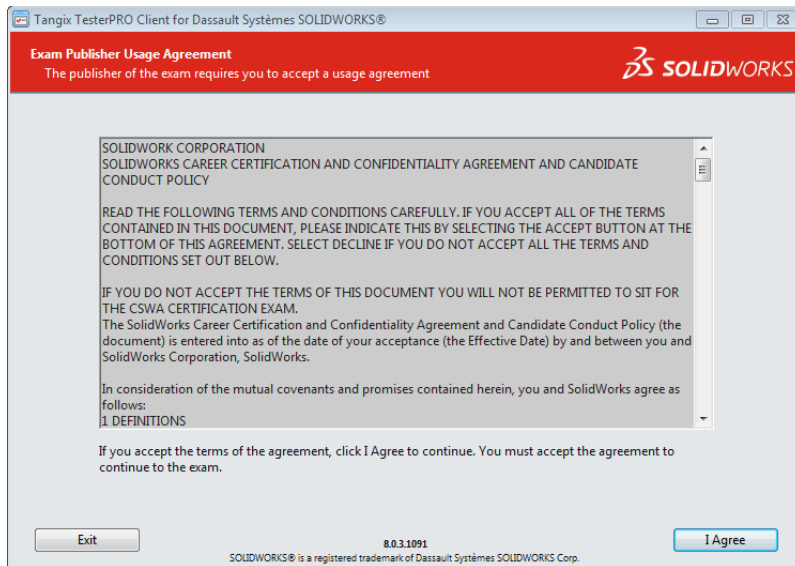 Tangix TesterPRO Client for Dassault Systèmes SOLIDWORKS®
Exam Publisher Usage Agreement
The publisher of the exam requires you to accept a usage agreement
SOLIDWORKS
SOLIDWORK CORPORATION
SOLIDWORKS CAREER CERTIFICATION AND CONFIDENTIALITY AGREEMENT AND CANDIDATE
CONDUCT POLICY
READ THE FOLLOWING TERMS AND CONDITIONS CAREFULLY. IF YOU ACCEPT ALL OF THE TERMS
CONTAINED IN THIS DOCUMENT, PLEASE INDICATE THIS BY SELECTING THE ACCEPT BUTTON AT THE
BOTTOM OF THIS AGREEMENT. SELECT DECLINE IF YOU DO NOT ACCEPT ALL THE TERMS AND
CONDITIONS SET OUT BELOW.
IF YOU DO NOT ACCEPT THE TERMS OF THIS DOCUMENT YOU WILL NOT BE PERMITTED TO SIT FOR
THE CSWA CERTIFICATION EXAM.
The SolidWorks Career Certification and Confidentiality Agreement and Candidate Conduct Policy (the
document) is entered into as of the date of your acceptance (the Effective Date) by and between you and
SolidWorks Corporation, SolidWorks.
In consideration of the mutual covenants and promises contained herein, you and SolidWorks agree as
follows:
1 DEFINITIONS
If you accept the terms of the agreement, click I Agree to continue. You must accept the agreement to
continue to the exam.
Exit
8.0.3.1091
I Agree
SOLIDWORKS® is a registered trademark of Dassault Systèmes SOLIDWORKS Corp.